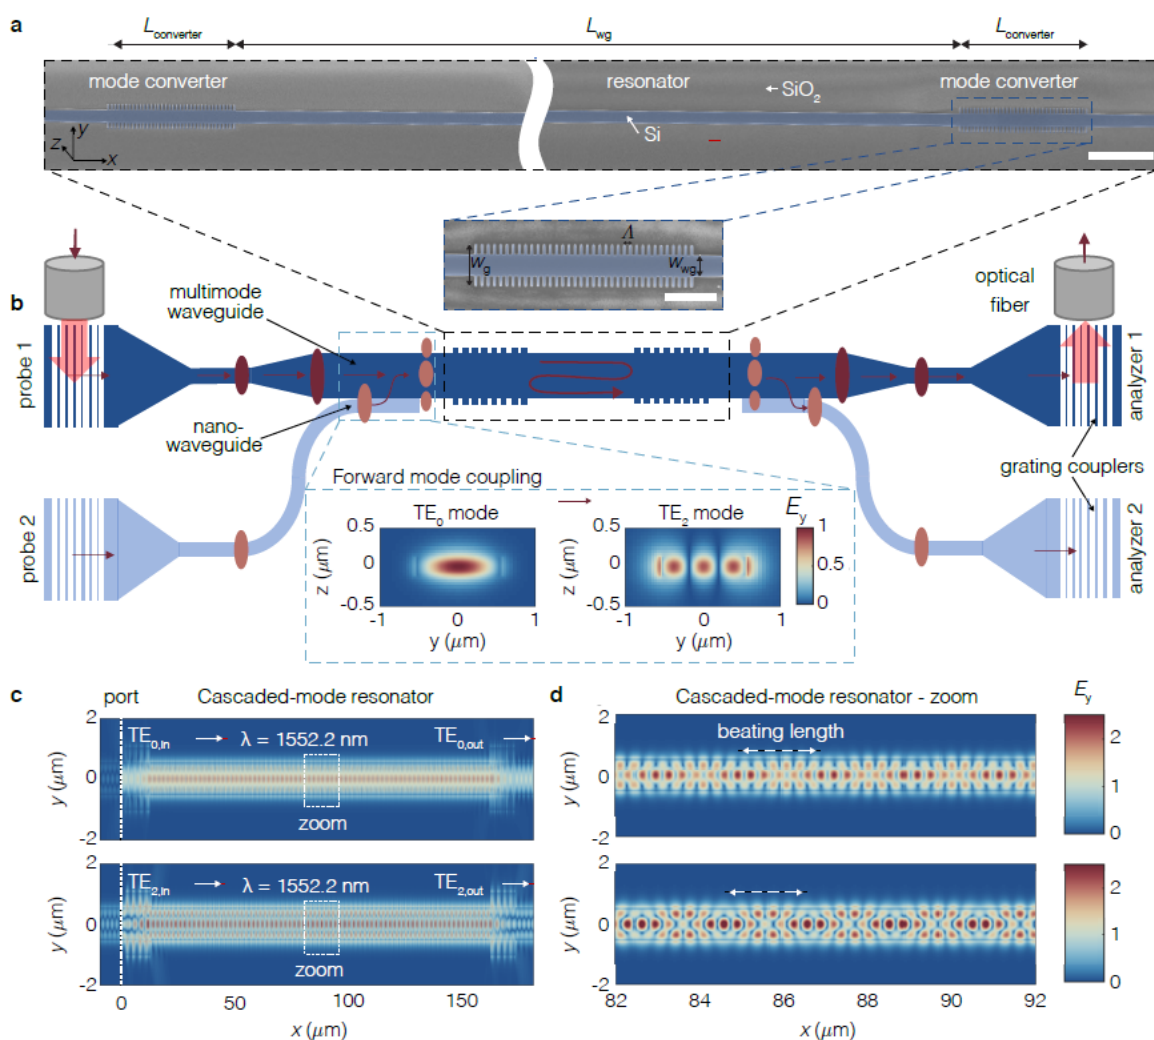 a
L_converter
L_wg
L_converter
mode converter
resonator
mode converter
SiO₂
Si
y
z
x
Λ
w_g
w_wg
optical
fiber
b
multimode
waveguide
probe 1
analyzer 1
nano-
waveguide
grating couplers
probe 2
analyzer 2
Forward mode coupling
TE₀ mode
TE₂ mode
E_y
0.5
0
-0.5
z (μm)
-1
0
1
y (μm)
0.5
0
-0.5
z (μm)
-1
0
1
y (μm)
1
0.5
0
c
port
Cascaded-mode resonator
TE₀,in
λ = 1552.2 nm
TE₀,out
zoom
2
0
-2
y (μm)
TE₂,in
λ = 1552.2 nm
TE₂,out
zoom
2
0
-2
y (μm)
0
50
100
150
x (μm)
d
Cascaded-mode resonator - zoom
E_y
beating length
2
0
-2
y (μm)
2
1
0
2
0
-2
y (μm)
2
1
0
82
84
86
88
90
92
x (μm)